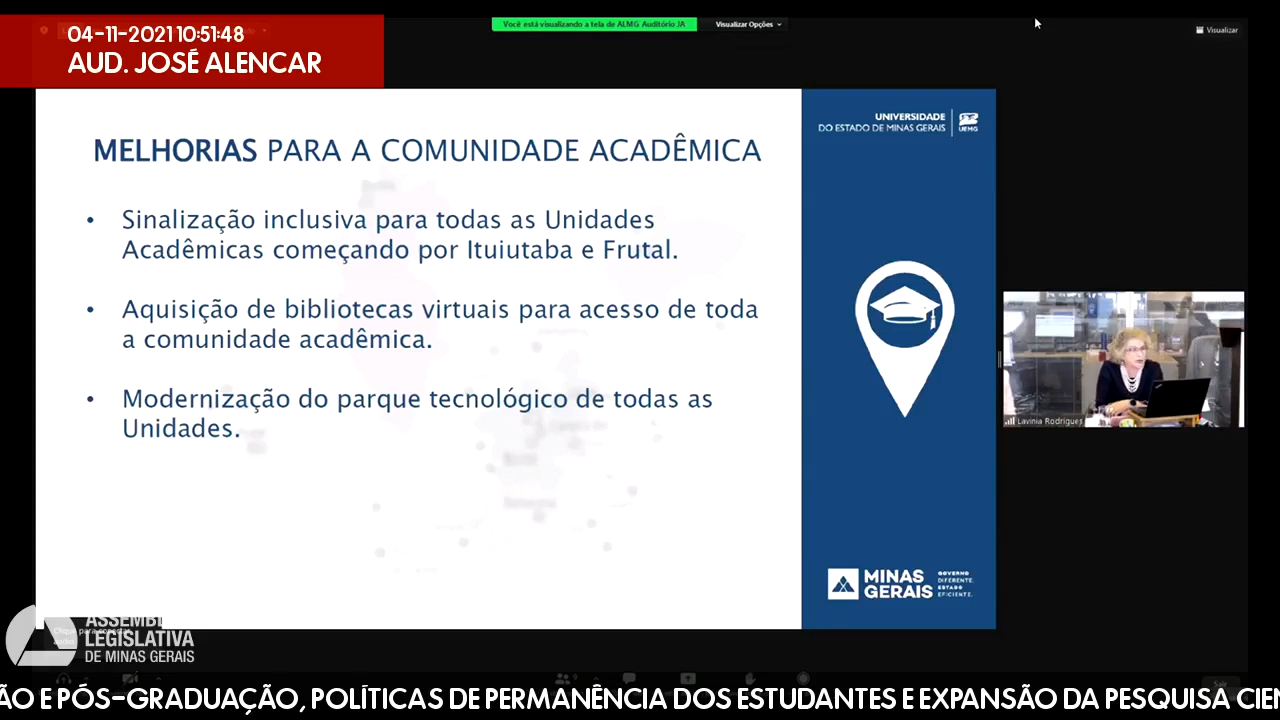 04-11-2021 10:51:48
AUD. JOSÉ ALENCAR
Você está visualizando a tela de ALMG Auditório JA
Visualizar Opções
Visualizar
MELHORIAS PARA A COMUNIDADE ACADÊMICA
• Sinalização inclusiva para todas as Unidades
Acadêmicas começando por Ituiutaba e Frutal.
• Aquisição de bibliotecas virtuais para acesso de toda
a comunidade acadêmica.
• Modernização do parque tecnológico de todas as
Unidades.
UNIVERSIDADE
DO ESTADO DE MINAS GERAIS
UEMG
MINAS
GERAIS
GOVERNO
DIFERENTE.
ESTADO
EFICIENTE.
Lavinia Rodrigues
ASSEMBL
LEGISLATIVA
DE MINAS GERAIS
Sair
ÃO E PÓS-GRADUAÇÃO, POLÍTICAS DE PERMANÊNCIA DOS ESTUDANTES E EXPANSÃO DA PESQUISA CIEN